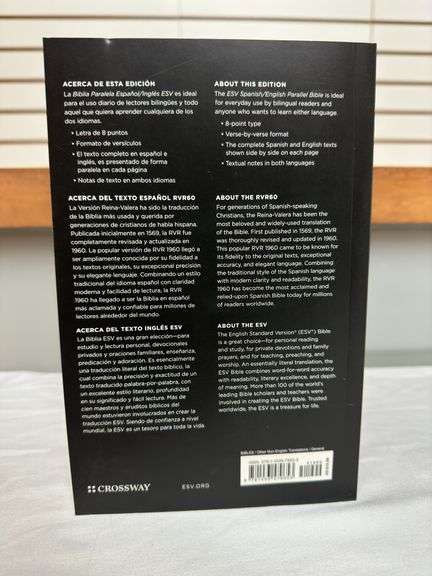 ACERCA DE ESTA EDICIÓN
La Biblia Paralela Español/Inglés ESV es ideal
para el uso diario de lectores bilingües y todo
aquel que quiera aprender cualquiera de los
dos idiomas.
• Letra de 8 puntos
• Formato de versículos
• El texto completo en español e
inglés, es presentado de forma
paralela en cada página
• Notas de texto en ambos idiomas
ACERCA DEL TEXTO ESPAÑOL RVR60
La Versión Reina-Valera ha sido la traducción
de la Biblia más usada y querida por
generaciones de cristianos de habla hispana.
Publicada inicialmente en 1569, la RVR fue
completamente revisada y actualizada en
1960. La popular versión de RVR 1960 llegó a
ser ampliamente conocida por su fidelidad a
los textos originales, su excepcional precisión
y su elegante lenguaje. Combinando un estilo
tradicional del idioma español con claridad
moderna y facilidad de lectura, le RVR
1960 ha llegado a ser la Biblia en español
más aclamada y confiable para millones de
lectores alrededor del mundo.
ACERCA DEL TEXTO INGLÉS ESV
La Biblia ESV es una gran elección—para
estudio y lectura personal, devocionales
privados y oraciones familiares, enseñanza,
predicación y adoración. Es esencialmente
una traducción literal del texto bíblico, la
cual combina la precisión y exactitud de un
texto traducido palabra-por-palabra, con
un excelente estilo literario, profundidad
en su significado y fácil lectura. Más de
cien maestros y eruditos bíblicos del
mundo estuvieron involucrados en crear la
traducción ESV. Siendo de confianza a nivel
mundial, la ESV es un tesoro para toda la vida.
ABOUT THIS EDITION
The ESV Spanish/English Parallel Bible is ideal
for everyday use by bilingual readers and
anyone who wants to learn either language.
• 8-point type
• Verse-by-verse format
• The complete Spanish and English texts
shown side by side on each page
• Textual notes in both languages
ABOUT THE RVR60
For generations of Spanish-speaking
Christians, the Reina-Valera has been the
most beloved and widely-used translation
of the Bible. First published in 1569, the RVR
was thoroughly revised and updated in 1960.
This popular RVR 1960 came to be known for
its fidelity to the original texts, exceptional
accuracy, and elegant language. Combining
the traditional style of the Spanish language
with modern clarity and readability, the RVR
1960 has become the most acclaimed and
relied-upon Spanish Bible today for millions
of readers worldwide.
ABOUT THE ESV
The English Standard Version® (ESV®) Bible
is a great choice—for personal reading
and study, for private devotions and family
prayers, and for teaching, preaching, and
worship. An essentially literal translation, the
ESV Bible combines word-for-word accuracy
with readability, literary excellence, and depth
of meaning. More than 100 of the world's
leading Bible scholars and teachers were
involved in creating the ESV Bible. Trusted
worldwide, the ESV is a treasure for life.
CROSSWAY
ESV.ORG